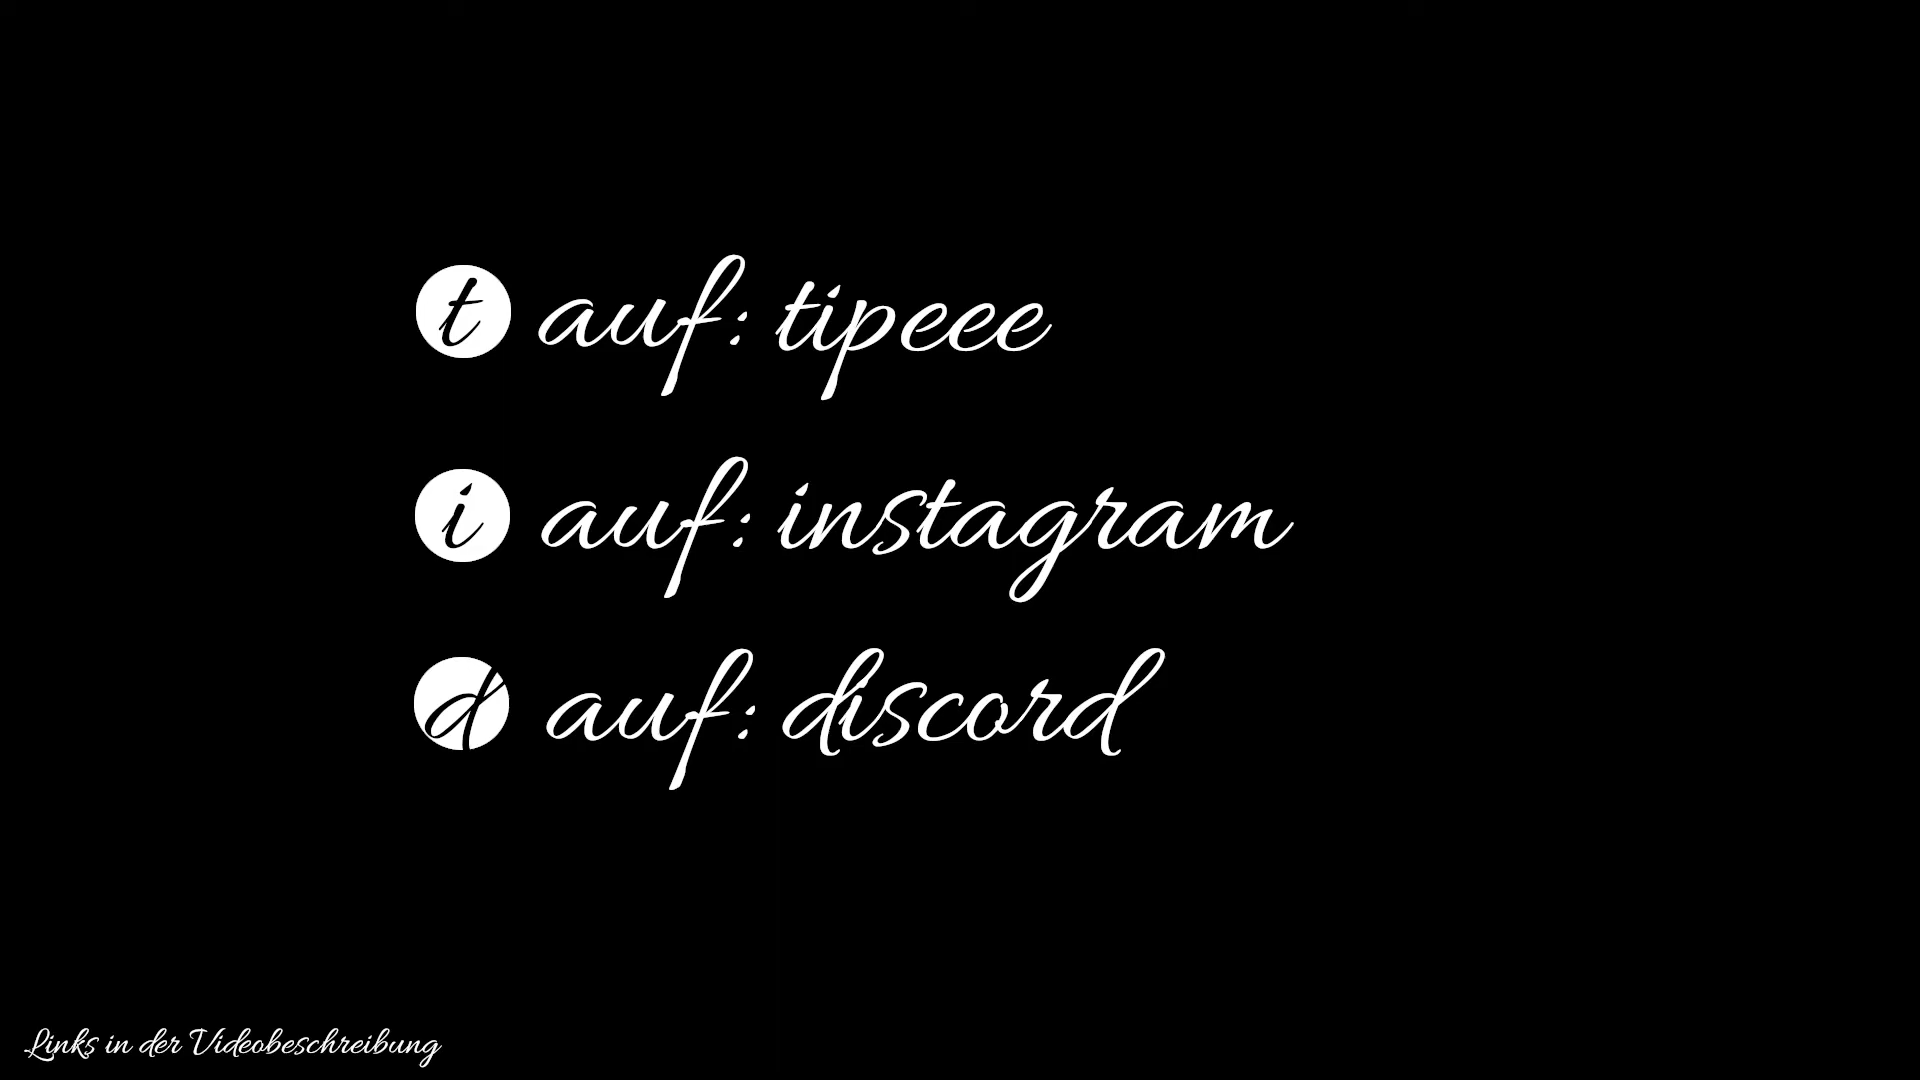 t auf: tipeee
i auf: instagram
d auf: discord
Links in der Videobeschreibung